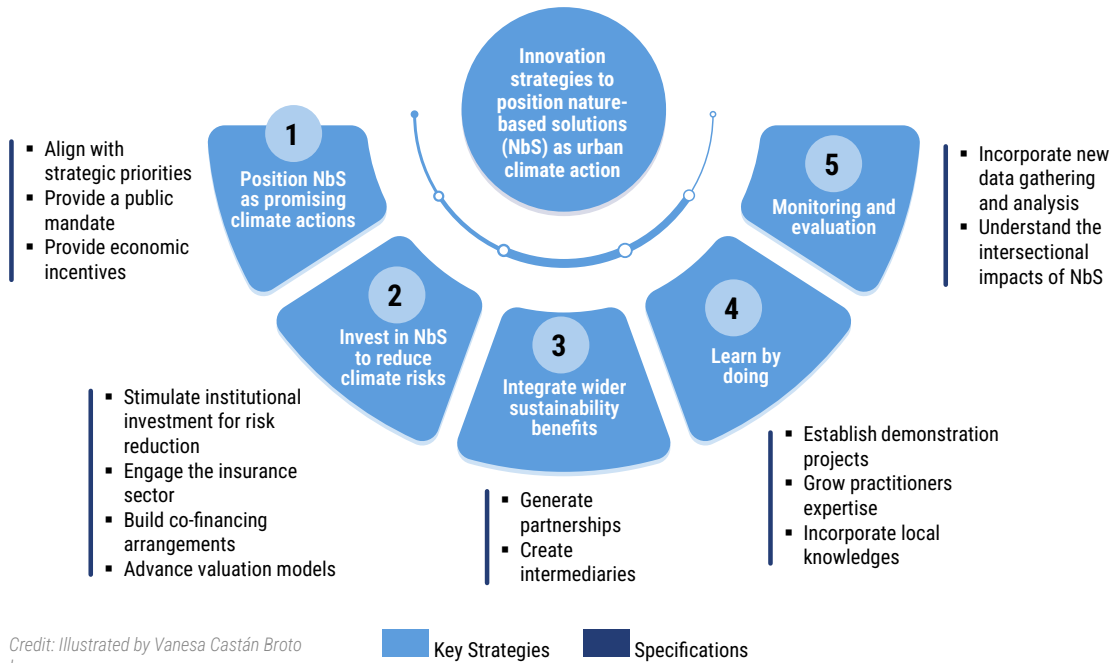 Innovation
strategies to
position nature-
based solutions
(NbS) as urban
climate action
1
Position NbS
as promising
climate actions
▪ Align with
strategic priorities
▪ Provide a public
mandate
▪ Provide economic
incentives
2
Invest in NbS
to reduce
climate risks
▪ Stimulate institutional
investment for risk
reduction
▪ Engage the insurance
sector
▪ Build co-financing
arrangements
▪ Advance valuation models
3
Integrate wider
sustainability
benefits
▪ Generate
partnerships
▪ Create
intermediaries
4
Learn by
doing
▪ Establish demonstration
projects
▪ Grow practitioners
expertise
▪ Incorporate local
knowledges
5
Monitoring and
evaluation
▪ Incorporate new
data gathering
and analysis
▪ Understand the
intersectional
impacts of NbS
Credit: Illustrated by Vanesa Castán Broto
Key Strategies
Specifications